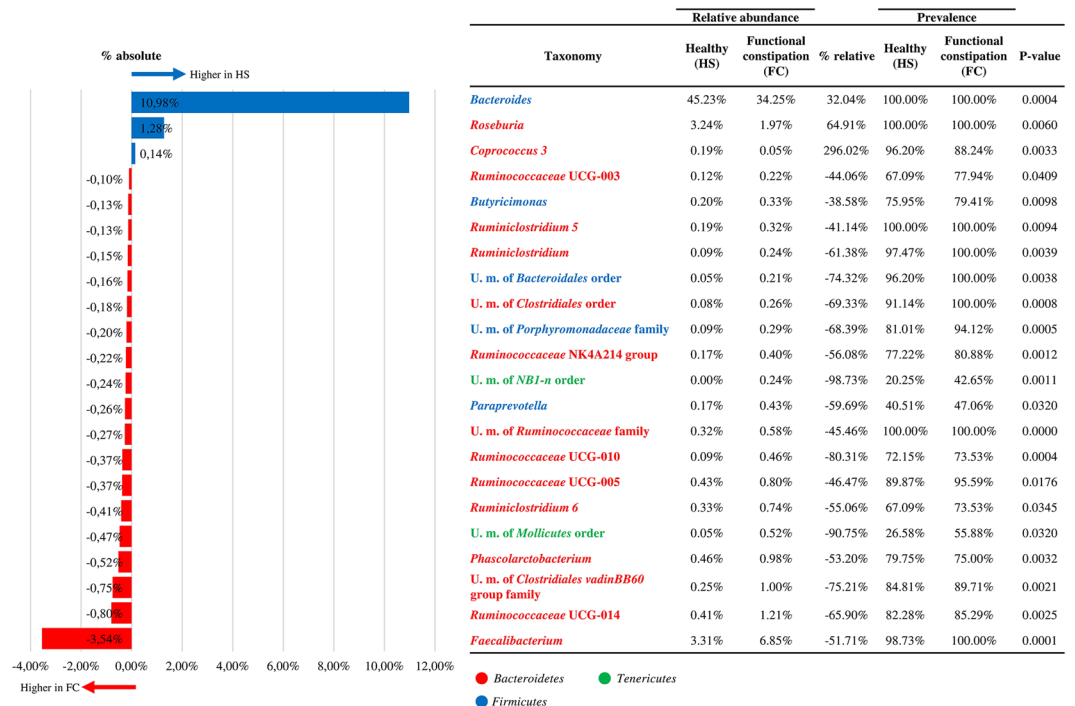 Relative abundance Prevalence
% absolute Taxonomy Healthy (HS) Functional constipation (FC) % relative Healthy (HS) Functional constipation (FC) P-value
Higher in HS
10,98% Bacteroides 45.23% 34.25% 32.04% 100.00% 100.00% 0.0004
1,28% Roseburia 3.24% 1.97% 64.91% 100.00% 100.00% 0.0060
0,14% Coprococcus 3 0.19% 0.05% 296.02% 96.20% 88.24% 0.0033
-0,10% Ruminococcaceae UCG-003 0.12% 0.22% -44.06% 67.09% 77.94% 0.0409
-0,13% Butyricimonas 0.20% 0.33% -38.58% 75.95% 79.41% 0.0098
-0,13% Ruminiclostridium 5 0.19% 0.32% -41.14% 100.00% 100.00% 0.0094
-0,15% Ruminiclostridium 0.09% 0.24% -61.38% 97.47% 100.00% 0.0039
-0,16% U. m. of Bacteroidales order 0.05% 0.21% -74.32% 96.20% 100.00% 0.0038
-0,18% U. m. of Clostridiales order 0.08% 0.26% -69.33% 91.14% 100.00% 0.0008
-0,20% U. m. of Porphyromonadaceae family 0.09% 0.29% -68.39% 81.01% 94.12% 0.0005
-0,22% Ruminococcaceae NK4A214 group 0.17% 0.40% -56.08% 77.22% 80.88% 0.0012
-0,24% U. m. of NB1-n order 0.00% 0.24% -98.73% 20.25% 42.65% 0.0011
-0,26% Paraprevotella 0.17% 0.43% -59.69% 40.51% 47.06% 0.0320
-0,27% U. m. of Ruminococcaceae family 0.32% 0.58% -45.46% 100.00% 100.00% 0.0000
-0,37% Ruminococcaceae UCG-010 0.09% 0.46% -80.31% 72.15% 73.53% 0.0004
-0,37% Ruminococcaceae UCG-005 0.43% 0.80% -46.47% 89.87% 95.59% 0.0176
-0,41% Ruminiclostridium 6 0.33% 0.74% -55.06% 67.09% 73.53% 0.0345
-0,47% U. m. of Mollicutes order 0.05% 0.52% -90.75% 26.58% 55.88% 0.0320
-0,52% Phascolarctobacterium 0.46% 0.98% -53.20% 79.75% 75.00% 0.0032
-0,75% U. m. of Clostridiales vadinBB60 group family 0.25% 1.00% -75.21% 84.81% 89.71% 0.0021
-0,80% Ruminococcaceae UCG-014 0.41% 1.21% -65.90% 82.28% 85.29% 0.0025
-3,54% Faecalibacterium 3.31% 6.85% -51.71% 98.73% 100.00% 0.0001
-4,00% -2,00% 0,00% 2,00% 4,00% 6,00% 8,00% 10,00% 12,00%
Higher in FC
Bacteroidetes Tenericutes
Firmicutes